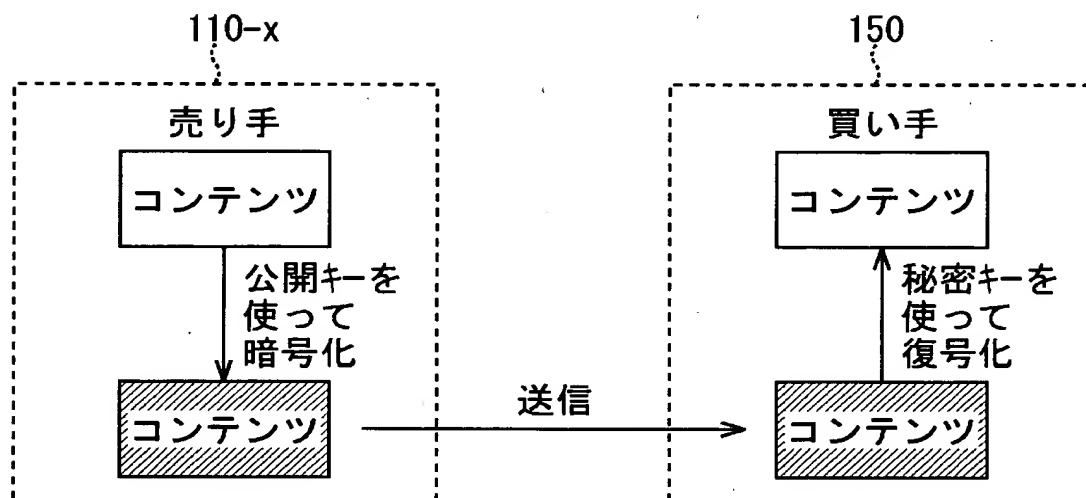 110-x
150
売り手
買い手
コンテンツ
コンテンツ
公開キーを
使って
暗号化
秘密キーを
使って
復号化
コンテンツ
送信
コンテンツ